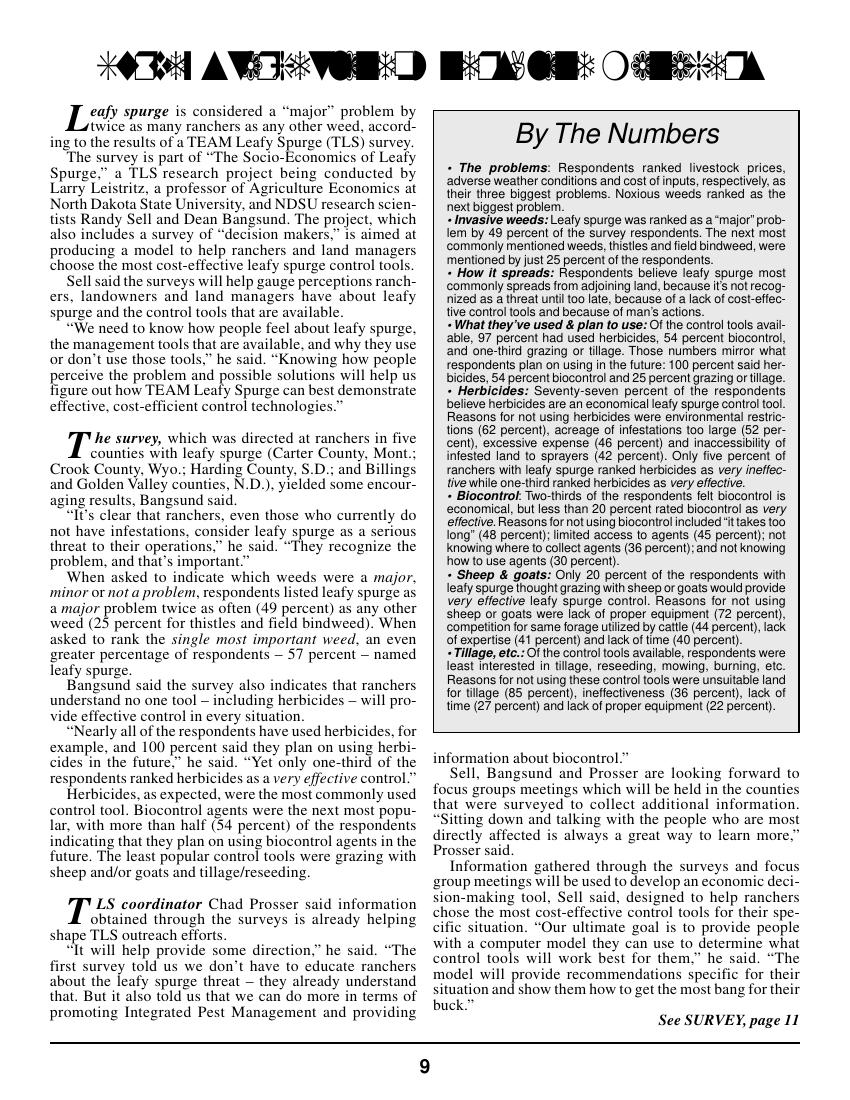 Leafy spurge is considered a “major” problem by
twice as many ranchers as any other weed, accord-
ing to the results of a TEAM Leafy Spurge (TLS) survey.
The survey is part of “The Socio-Economics of Leafy
Spurge,” a TLS research project being conducted by
Larry Leistritz, a professor of Agriculture Economics at
North Dakota State University, and NDSU research scien-
tists Randy Sell and Dean Bangsund. The project, which
also includes a survey of “decision makers,” is aimed at
producing a model to help ranchers and land managers
choose the most cost-effective leafy spurge control tools.
Sell said the surveys will help gauge perceptions ranch-
ers, landowners and land managers have about leafy
spurge and the control tools that are available.
“We need to know how people feel about leafy spurge,
the management tools that are available, and why they use
or don’t use those tools,” he said. “Knowing how people
perceive the problem and possible solutions will help us
figure out how TEAM Leafy Spurge can best demonstrate
effective, cost-efficient control technologies.”
The survey, which was directed at ranchers in five
counties with leafy spurge (Carter County, Mont.;
Crook County, Wyo.; Harding County, S.D.; and Billings
and Golden Valley counties, N.D.), yielded some encour-
aging results, Bangsund said.
“It’s clear that ranchers, even those who currently do
not have infestations, consider leafy spurge as a serious
threat to their operations,” he said. “They recognize the
problem, and that’s important.”
When asked to indicate which weeds were a major,
minor or not a problem, respondents listed leafy spurge as
a major problem twice as often (49 percent) as any other
weed (25 percent for thistles and field bindweed). When
asked to rank the single most important weed, an even
greater percentage of respondents – 57 percent – named
leafy spurge.
Bangsund said the survey also indicates that ranchers
understand no one tool – including herbicides – will pro-
vide effective control in every situation.
“Nearly all of the respondents have used herbicides, for
example, and 100 percent said they plan on using herbi-
cides in the future,” he said. “Yet only one-third of the
respondents ranked herbicides as a very effective control.”
Herbicides, as expected, were the most commonly used
control tool. Biocontrol agents were the next most popu-
lar, with more than half (54 percent) of the respondents
indicating that they plan on using biocontrol agents in the
future. The least popular control tools were grazing with
sheep and/or goats and tillage/reseeding.
TLS coordinator Chad Prosser said information
obtained through the surveys is already helping
shape TLS outreach efforts.
“It will help provide some direction,” he said. “The
first survey told us we don’t have to educate ranchers
about the leafy spurge threat – they already understand
that. But it also told us that we can do more in terms of
promoting Integrated Pest Management and providing
By The Numbers
• The problems: Respondents ranked livestock prices,
adverse weather conditions and cost of inputs, respectively, as
their three biggest problems. Noxious weeds ranked as the
next biggest problem.
• Invasive weeds: Leafy spurge was ranked as a “major” prob-
lem by 49 percent of the survey respondents. The next most
commonly mentioned weeds, thistles and field bindweed, were
mentioned by just 25 percent of the respondents.
• How it spreads: Respondents believe leafy spurge most
commonly spreads from adjoining land, because it’s not recog-
nized as a threat until too late, because of a lack of cost-effec-
tive control tools and because of man’s actions.
• What they’ve used & plan to use: Of the control tools avail-
able, 97 percent had used herbicides, 54 percent biocontrol,
and one-third grazing or tillage. Those numbers mirror what
respondents plan on using in the future: 100 percent said her-
bicides, 54 percent biocontrol and 25 percent grazing or tillage.
• Herbicides: Seventy-seven percent of the respondents
believe herbicides are an economical leafy spurge control tool.
Reasons for not using herbicides were environmental restric-
tions (62 percent), acreage of infestations too large (52 per-
cent), excessive expense (46 percent) and inaccessibility of
infested land to sprayers (42 percent). Only five percent of
ranchers with leafy spurge ranked herbicides as very ineffec-
tive while one-third ranked herbicides as very effective.
• Biocontrol: Two-thirds of the respondents felt biocontrol is
economical, but less than 20 percent rated biocontrol as very
effective. Reasons for not using biocontrol included “it takes too
long” (48 percent); limited access to agents (45 percent); not
knowing where to collect agents (36 percent); and not knowing
how to use agents (30 percent).
• Sheep & goats: Only 20 percent of the respondents with
leafy spurge thought grazing with sheep or goats would provide
very effective leafy spurge control. Reasons for not using
sheep or goats were lack of proper equipment (72 percent),
competition for same forage utilized by cattle (44 percent), lack
of expertise (41 percent) and lack of time (40 percent).
• Tillage, etc.: Of the control tools available, respondents were
least interested in tillage, reseeding, mowing, burning, etc.
Reasons for not using these control tools were unsuitable land
for tillage (85 percent), ineffectiveness (36 percent), lack of
time (27 percent) and lack of proper equipment (22 percent).
information about biocontrol.”
Sell, Bangsund and Prosser are looking forward to
focus groups meetings which will be held in the counties
that were surveyed to collect additional information.
“Sitting down and talking with the people who are most
directly affected is always a great way to learn more,”
Prosser said.
Information gathered through the surveys and focus
group meetings will be used to develop an economic deci-
sion-making tool, Sell said, designed to help ranchers
chose the most cost-effective control tools for their spe-
cific situation. “Our ultimate goal is to provide people
with a computer model they can use to determine what
control tools will work best for them,” he said. “The
model will provide recommendations specific for their
situation and show them how to get the most bang for their
buck.”
See SURVEY, page 11
9